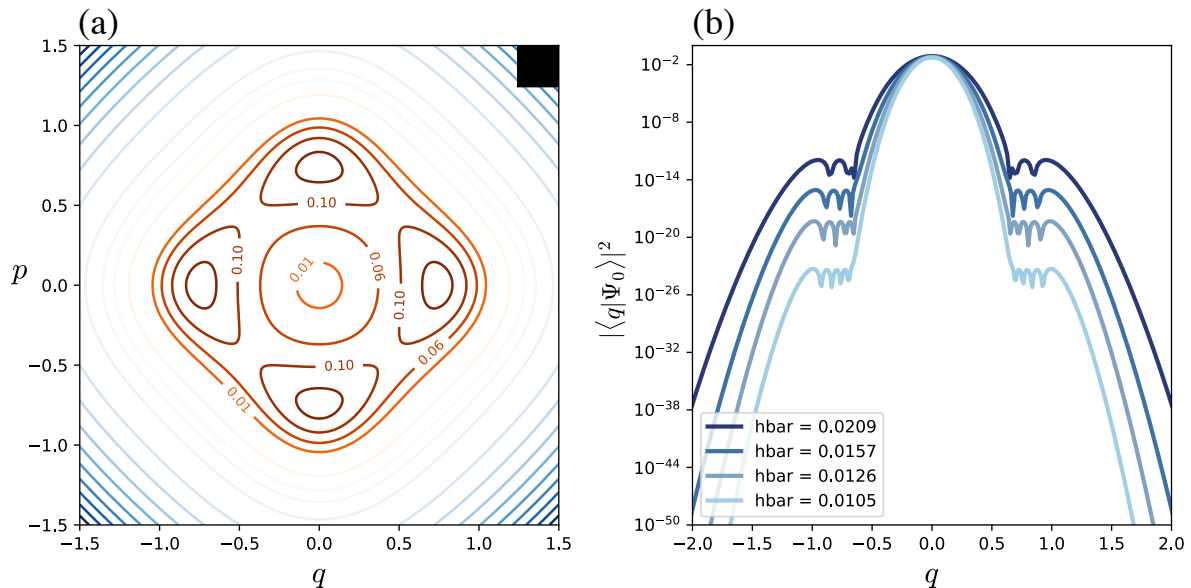 (a)
1.5
1.0
0.5
0.0
−0.5
−1.0
−1.5
p
0.10
0.10
0.10
0.10
0.01
0.06
0.06
0.01
−1.5 −1.0 −0.5 0.0 0.5 1.0 1.5
q
(b)
10⁻²
10⁻⁸
10⁻¹⁴
10⁻²⁰
10⁻²⁶
10⁻³²
10⁻³⁸
10⁻⁴⁴
10⁻⁵⁰
|⟨q|Ψ₀⟩|²
hbar = 0.0209
hbar = 0.0157
hbar = 0.0126
hbar = 0.0105
−2.0 −1.5 −1.0 −0.5 0.0 0.5 1.0 1.5 2.0
q